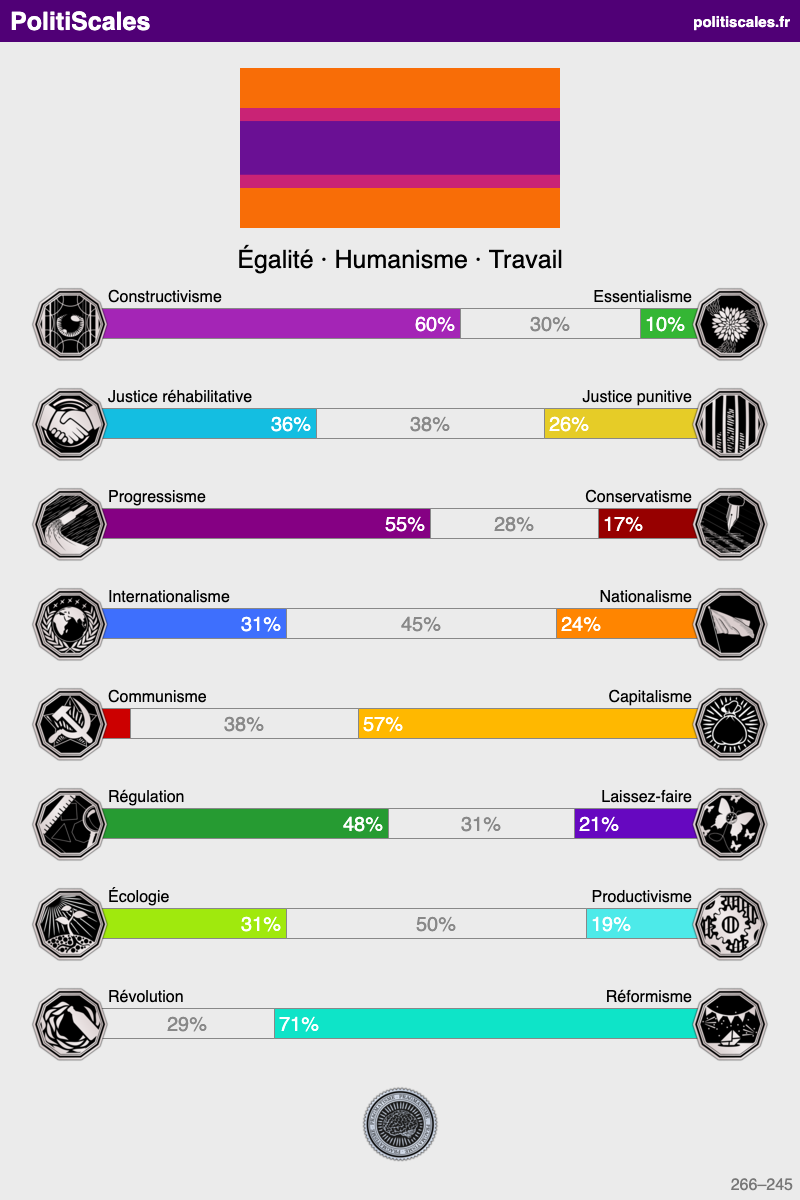 PolitiScales
politiscales.fr
Égalité · Humanisme · Travail
Constructivisme
Essentialisme
60%
30%
10%
Justice réhabilitative
Justice punitive
36%
38%
26%
Progressisme
Conservatisme
55%
28%
17%
Internationalisme
Nationalisme
31%
45%
24%
Communisme
Capitalisme
38%
57%
Régulation
Laissez-faire
48%
31%
21%
Écologie
Productivisme
31%
50%
19%
Révolution
Réformisme
29%
71%
266–245